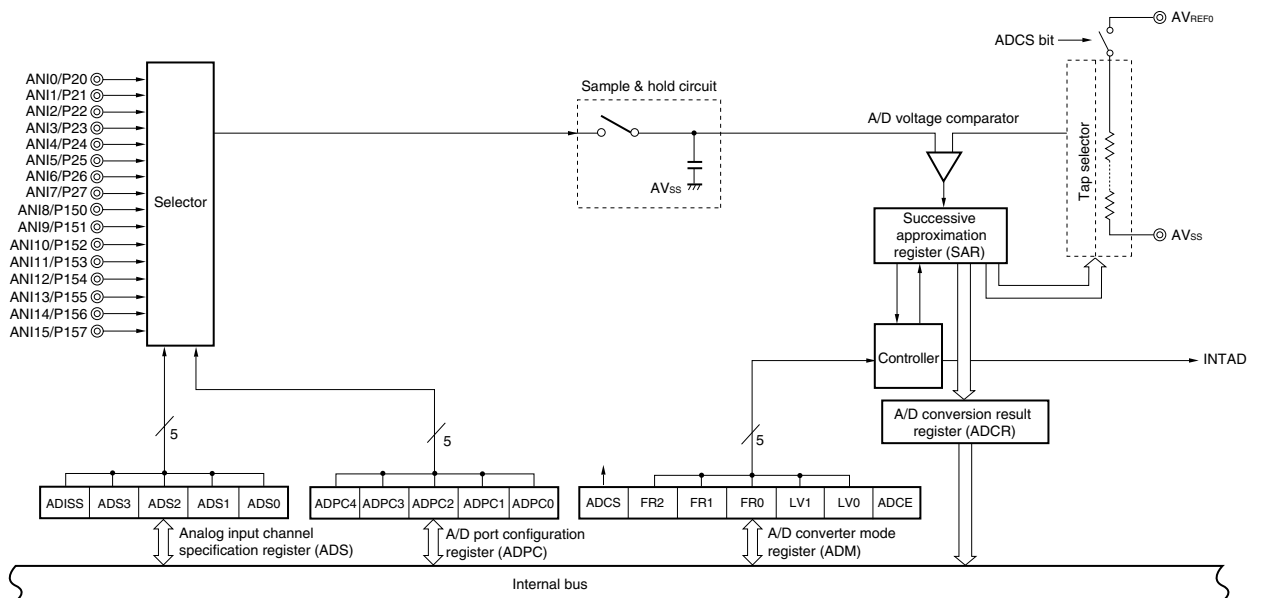 AVREF0
ADCS bit
ANI0/P20
ANI1/P21
ANI2/P22
ANI3/P23
ANI4/P24
ANI5/P25
ANI6/P26
ANI7/P27
ANI8/P150
ANI9/P151
ANI10/P152
ANI11/P153
ANI12/P154
ANI13/P155
ANI14/P156
ANI15/P157
Selector
Sample & hold circuit
AVSS
A/D voltage comparator
Tap selector
AVSS
Successive
approximation
register (SAR)
Controller
INTAD
A/D conversion result
register (ADCR)
5
5
5
ADISS ADS3 ADS2 ADS1 ADS0
ADPC4 ADPC3 ADPC2 ADPC1 ADPC0
ADCS FR2 FR1 FR0 LV1 LV0 ADCE
Analog input channel
specification register (ADS)
A/D port configuration
register (ADPC)
A/D converter mode
register (ADM)
Internal bus